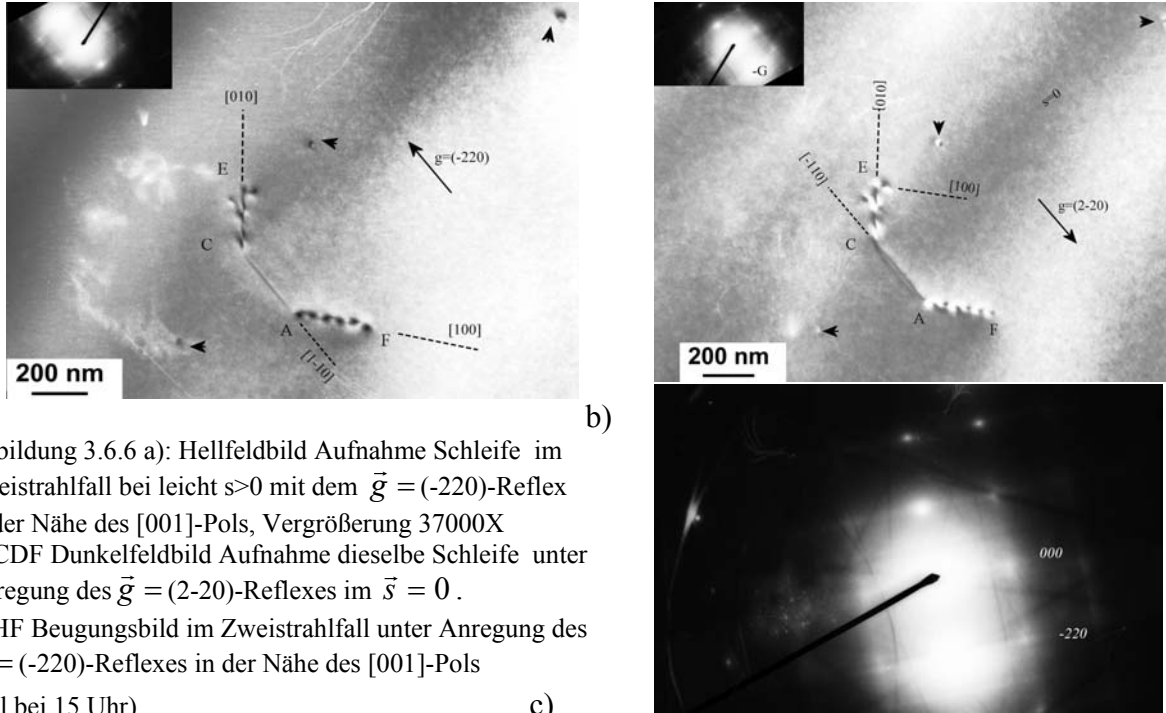 [010]
E
g=(-220)
C
A
F
[100]
[1-10]
200 nm
-G
s=0
[010]
[-110]
E
[100]
g=(2-20)
C
A
F
200 nm
b)
bildung 3.6.6 a): Hellfeldbild Aufnahme Schleife im
eistrahlfall bei leicht s>0 mit dem g⃗ = (-220)-Reflex
der Nähe des [001]-Pols, Vergrößerung 37000X
CDF Dunkelfeldbild Aufnahme dieselbe Schleife unter
regung des g⃗ = (2-20)-Reflexes im s⃗ = 0 .
HF Beugungsbild im Zweistrahlfall unter Anregung des
= (-220)-Reflexes in der Nähe des [001]-Pols
l bei 15 Uhr)
c)
000
-220